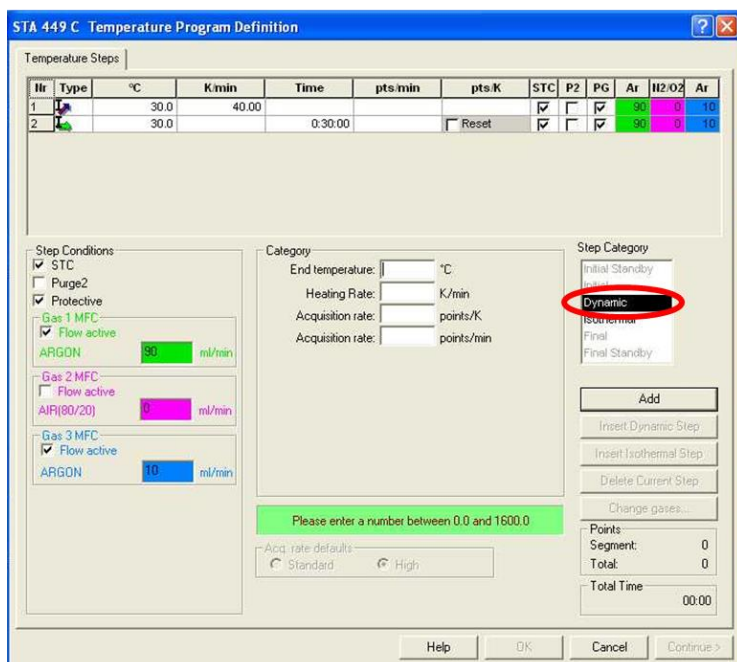 STA 449 C Temperature Program Definition
Temperature Steps
Nr Type °C K/min Time pts/min pts/K STC P2 PG Ar N2/O2 Ar
1 30.0 40.00 90 0 10
2 30.0 0:30:00 Reset 90 0 10
Step Conditions
STC
Purge2
Protective
Gas 1 MFC
Flow active
ARGON 90 ml/min
Gas 2 MFC
Flow active
AIR(80/20) 0 ml/min
Gas 3 MFC
Flow active
ARGON 10 ml/min
Category
End temperature: °C
Heating Rate: K/min
Acquisition rate: points/K
Acquisition rate: points/min
Please enter a number between 0.0 and 1600.0
Acq. rate defaults
Standard High
Step Category
Initial Standby
Initial
Dynamic
Isothermal
Final
Final Standby
Add
Insert Dynamic Step
Insert Isothermal Step
Delete Current Step
Change gases...
Points
Segment: 0
Total: 0
Total Time
00:00
Help OK Cancel Continue >